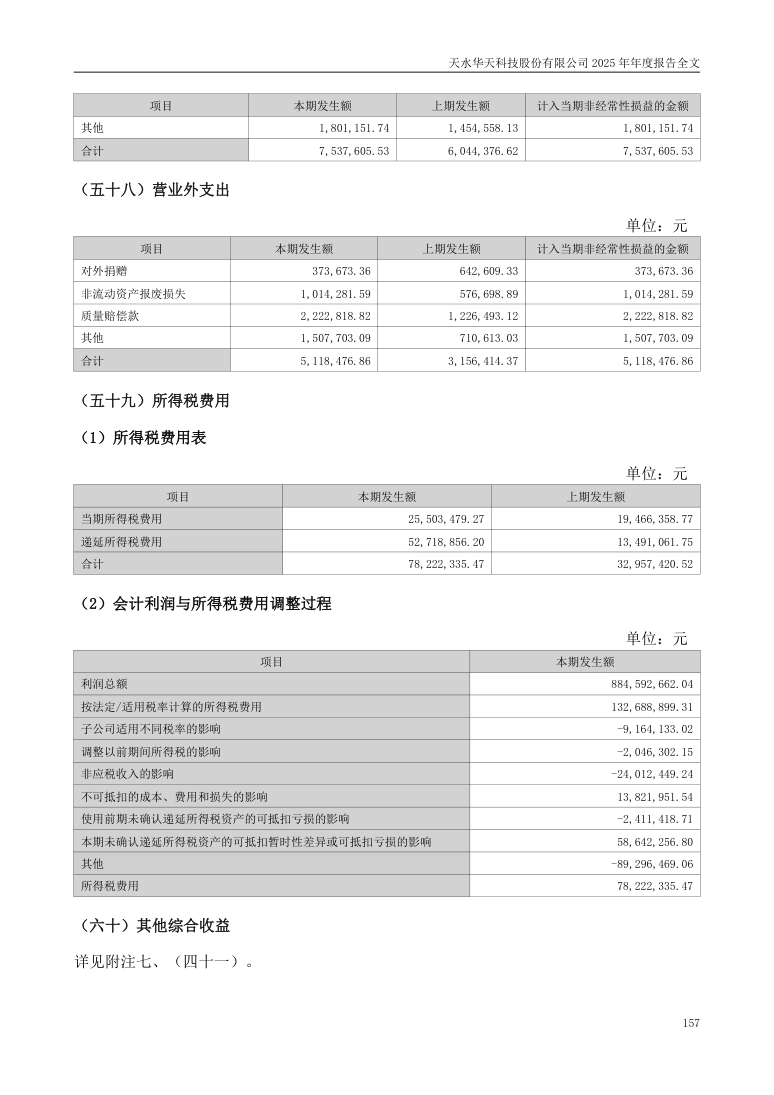 天水华天科技股份有限公司 2025 年年度报告全文
项目 本期发生额 上期发生额 计入当期非经常性损益的金额
其他 1,801,151.74 1,454,558.13 1,801,151.74
合计 7,537,605.53 6,044,376.62 7,537,605.53
（五十八）营业外支出
单位：元
项目 本期发生额 上期发生额 计入当期非经常性损益的金额
对外捐赠 373,673.36 642,609.33 373,673.36
非流动资产报废损失 1,014,281.59 576,698.89 1,014,281.59
质量赔偿款 2,222,818.82 1,226,493.12 2,222,818.82
其他 1,507,703.09 710,613.03 1,507,703.09
合计 5,118,476.86 3,156,414.37 5,118,476.86
（五十九）所得税费用
（1）所得税费用表
单位：元
项目 本期发生额 上期发生额
当期所得税费用 25,503,479.27 19,466,358.77
递延所得税费用 52,718,856.20 13,491,061.75
合计 78,222,335.47 32,957,420.52
（2）会计利润与所得税费用调整过程
单位：元
项目 本期发生额
利润总额 884,592,662.04
按法定/适用税率计算的所得税费用 132,688,899.31
子公司适用不同税率的影响 -9,164,133.02
调整以前期间所得税的影响 -2,046,302.15
非应税收入的影响 -24,012,449.24
不可抵扣的成本、费用和损失的影响 13,821,951.54
使用前期未确认递延所得税资产的可抵扣亏损的影响 -2,411,418.71
本期未确认递延所得税资产的可抵扣暂时性差异或可抵扣亏损的影响 58,642,256.80
其他 -89,296,469.06
所得税费用 78,222,335.47
（六十）其他综合收益
详见附注七、（四十一）。
157